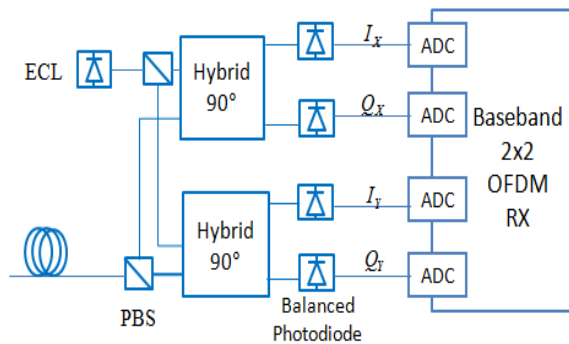 ECL
Hybrid
90°
I_X
ADC
Q_X
ADC
Baseband
2x2
OFDM
RX
Hybrid
90°
I_Y
ADC
Q_Y
ADC
PBS
Balanced
Photodiode